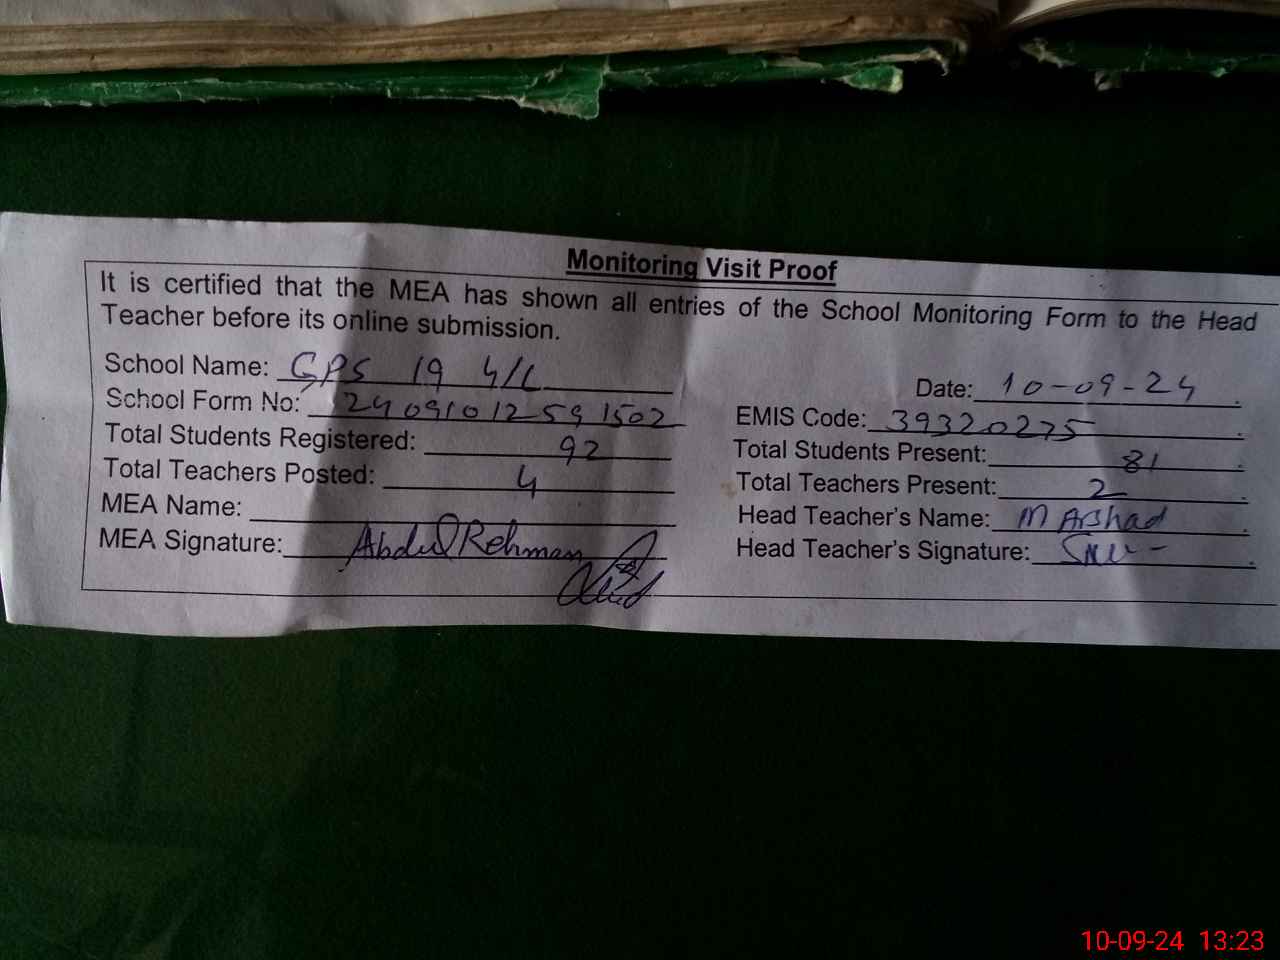 Monitoring Visit Proof
It is certified that the MEA has shown all entries of the School Monitoring Form to the Head
Teacher before its online submission.
School Name: GPS 19 4/L
Date: 10-09-24
School Form No: 24091012591502
EMIS Code: 39320275
Total Students Registered: 92
Total Students Present: 81
Total Teachers Posted: 4
Total Teachers Present: 2
MEA Name:
Head Teacher's Name: M Arshad
MEA Signature: Abdul Rehman
Head Teacher's Signature:
10-09-24 13:23